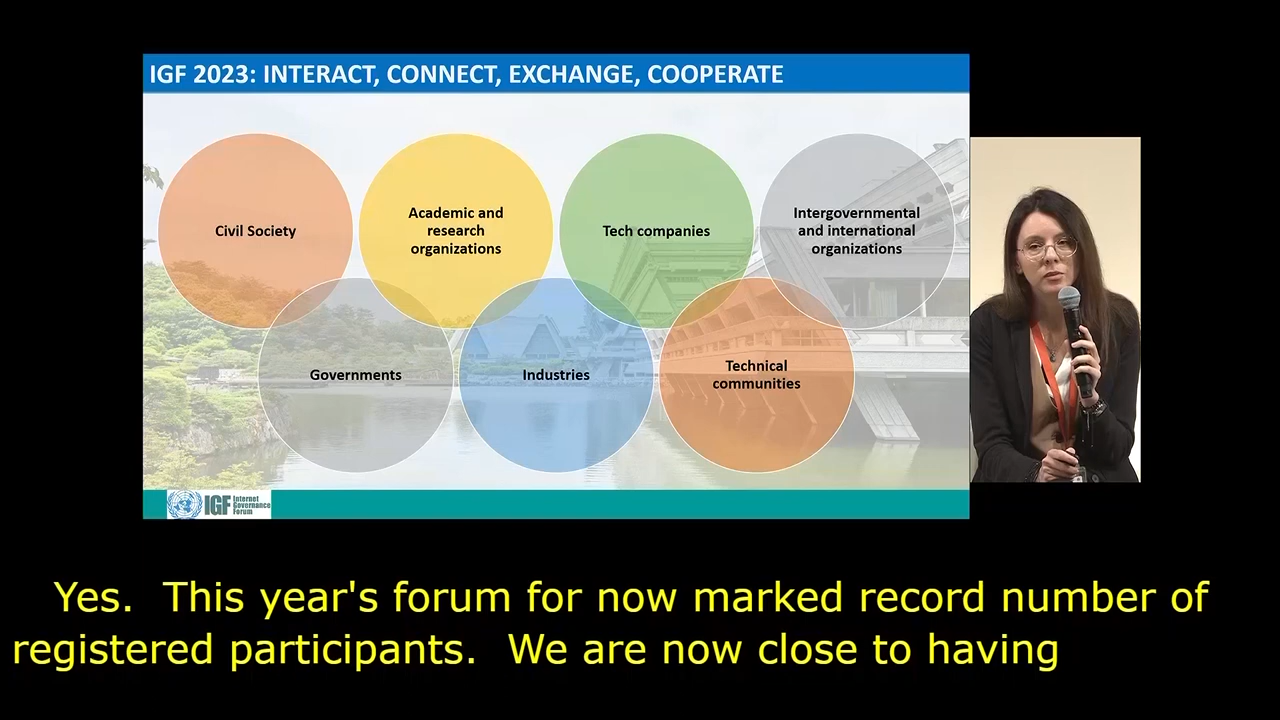 IGF 2023: INTERACT, CONNECT, EXCHANGE, COOPERATE
Civil Society
Academic and
research
organizations
Tech companies
Intergovernmental
and international
organizations
Governments
Industries
Technical
communities
IGF
Internet
Governance
Forum
Yes.  This year's forum for now marked record number of
registered participants.  We are now close to having